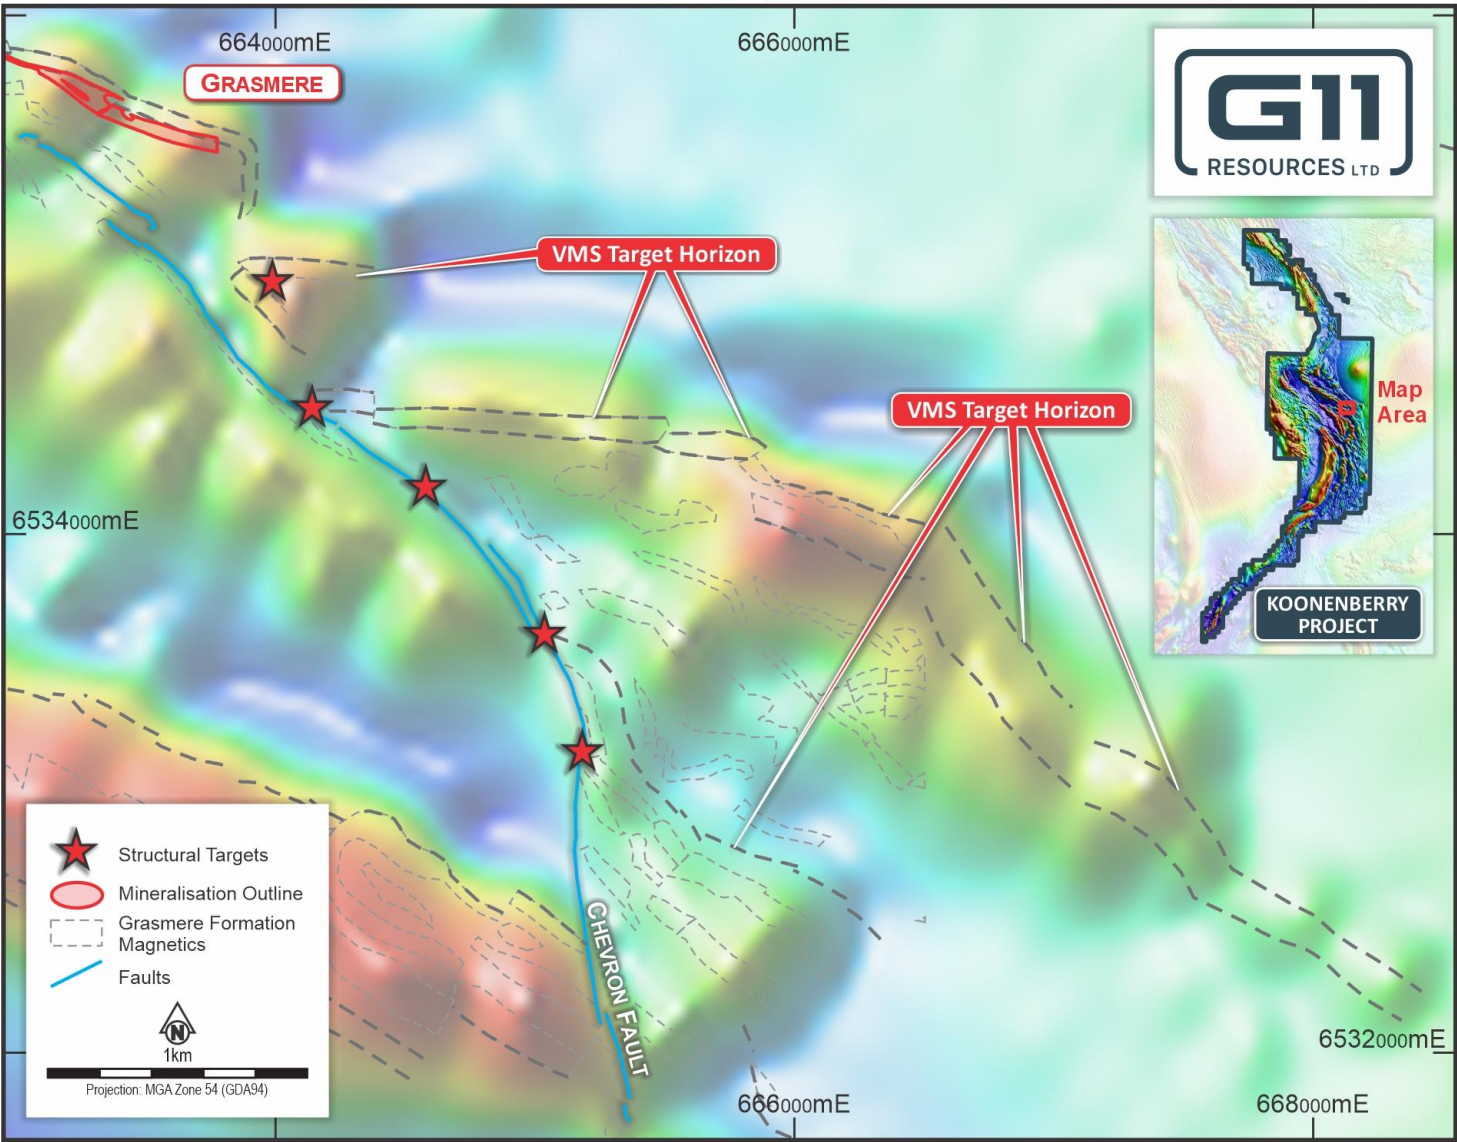 664000mE
666000mE
GRASMERE
G11
RESOURCES LTD
VMS Target Horizon
VMS Target Horizon
Map
Area
6534000mE
KOONENBERRY
PROJECT
Structural Targets
Mineralisation Outline
Grasmere Formation
Magnetics
Faults
N
1km
Projection: MGA Zone 54 (GDA94)
CHEVRON FAULT
6532000mE
666000mE
668000mE